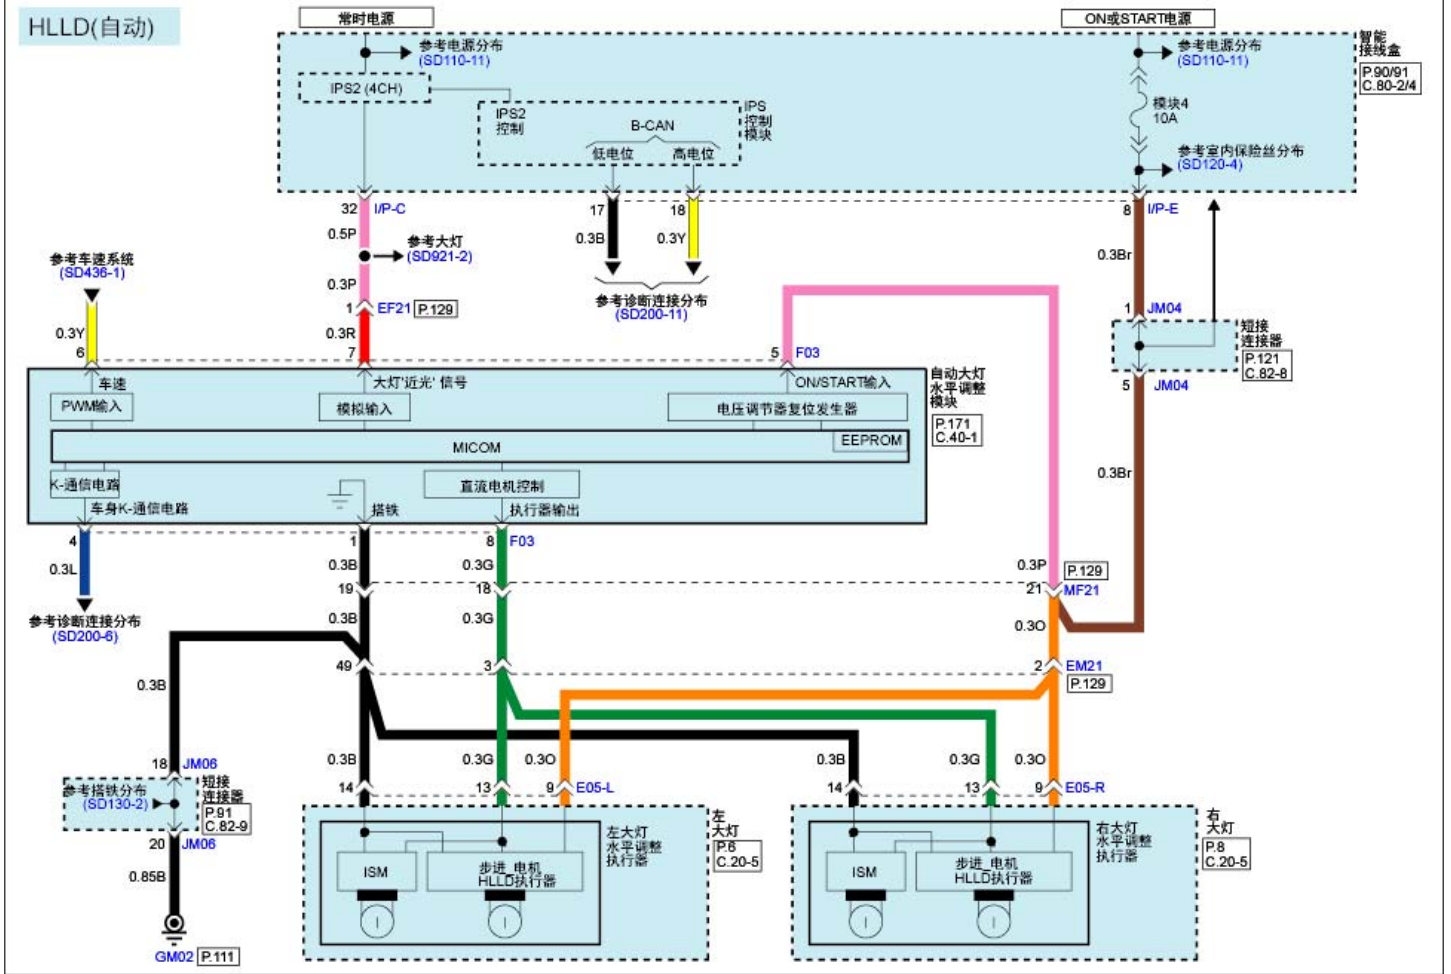 HLLD(自动)
常时电源
ON或START电源
参考电源分布
(SD110-11)
IPS2 (4CH)
IPS2
控制
B-CAN
低电位
高电位
IPS
控制
模块
参考电源分布
(SD110-11)
模块4
10A
参考室内保险丝分布
(SD120-4)
智能
接线盒
P.90/91
C.80-2/4
32
I/P-C
17
18
8
I/P-E
0.5P
0.3B
0.3Y
0.3Br
参考大灯
(SD921-2)
参考车速系统
(SD436-1)
0.3P
1
EF21
P.129
参考诊断连接分布
(SD200-11)
1
JM04
短接
连接器
P.121
C.82-8
0.3Y
0.3R
6
7
5
F03
5
JM04
车速
大灯'近光' 信号
ON/START输入
自动大灯
水平调整
模块
P.171
C.40-1
PWM输入
模拟输入
电压调节器复位发生器
MICOM
EEPROM
K-通信电路
直流电机控制
车身K-通信电路
搭铁
执行器输出
0.3Br
4
1
8
F03
0.3L
0.3B
0.3G
0.3P
P.129
19
18
21
MF21
参考诊断连接分布
(SD200-6)
0.3B
0.3G
0.3O
49
3
2
EM21
P.129
0.3B
0.3B
0.3G
0.3O
0.3B
0.3G
0.3O
18
JM06
14
13
9
E05-L
14
13
9
E05-R
参考搭铁分布
(SD130-2)
短接
连接器
P.91
C.82-9
20
JM06
0.85B
GM02
P.111
左大灯
水平调整
执行器
左
大灯
P.6
C.20-5
ISM
步进_电机
HLLD执行器
右大灯
水平调整
执行器
右
大灯
P.8
C.20-5
ISM
步进_电机
HLLD执行器